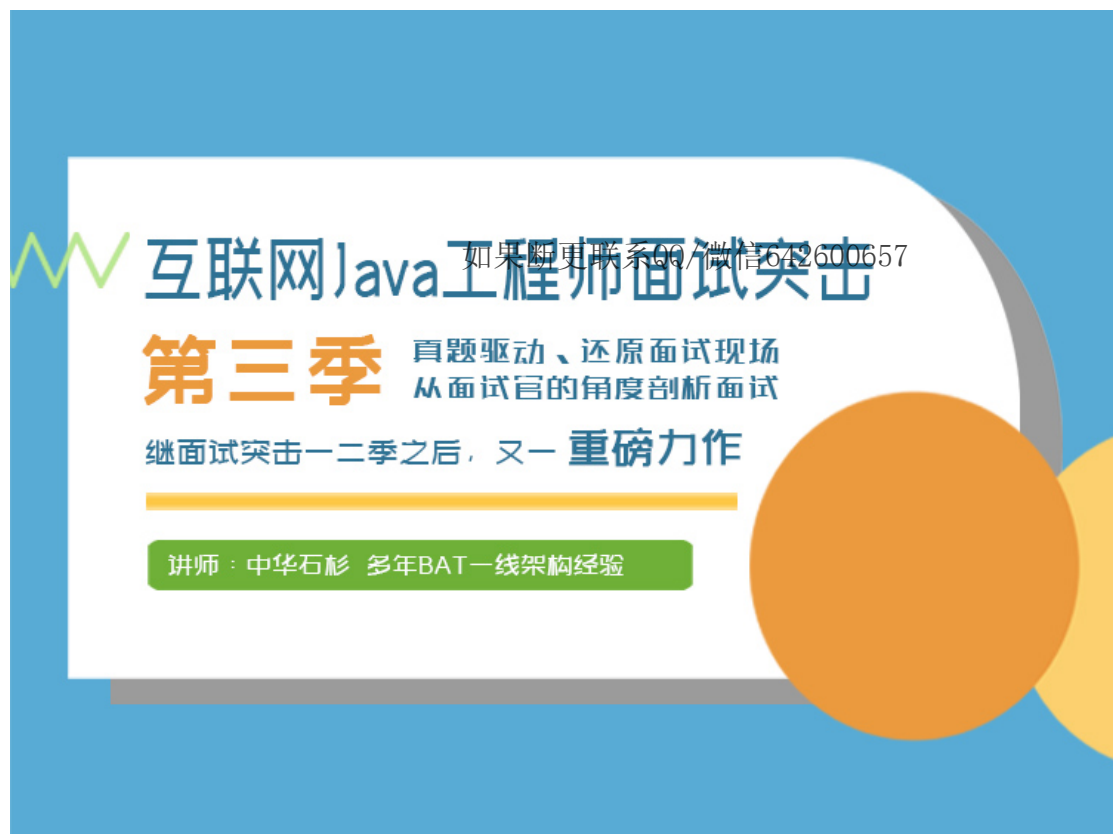 互联网Java工程师面试突击
如果断更联系QQ/微信642600657
第三季
真题驱动、还原面试现场
从面试官的角度剖析面试
继面试突击一二季之后，又一 重磅力作
讲师：中华石杉 多年BAT一线架构经验